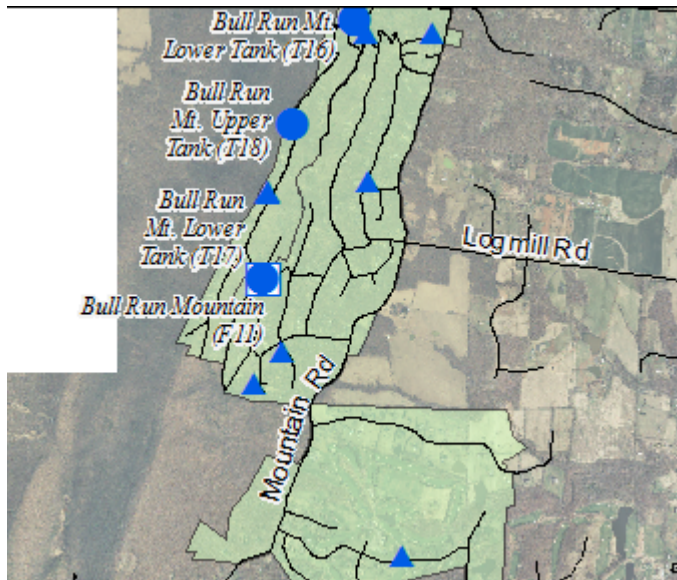 Bull Run Mt.
Lower Tank (T16)
Bull Run
Mt. Upper
Tank (T18)
Bull Run
Mt. Lower
Tank (T17)
Bull Run Mountain
(F11)
Logmill Rd
Mountain Rd